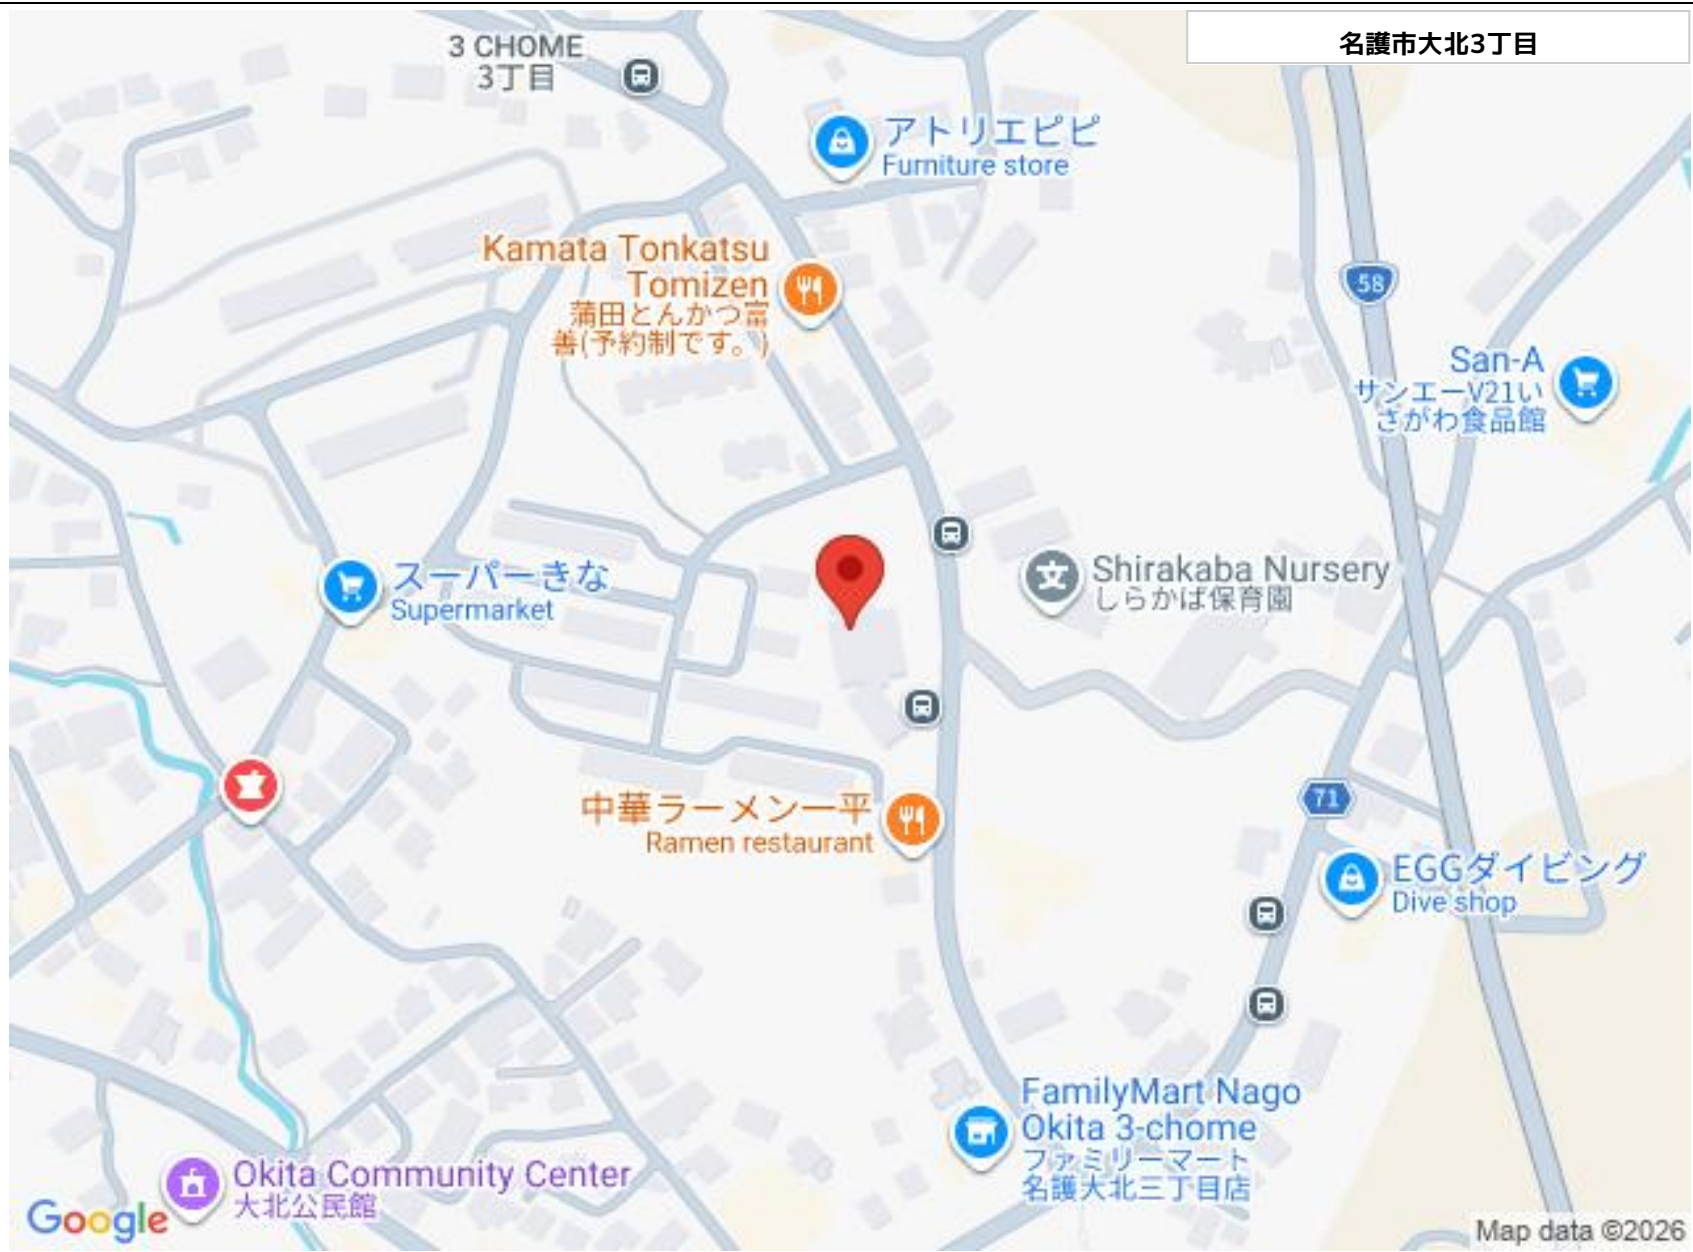 名護市大北3丁目
3 CHOME
3丁目
アトリエピピ
Furniture store
Kamata Tonkatsu
Tomizen
蒲田とんかつ富
善(予約制です。)
58
San-A
サンエーV21い
さがわ食品館
スーパーきな
Supermarket
Shirakaba Nursery
しらかば保育園
中華ラーメン一平
Ramen restaurant
71
EGGダイビング
Dive shop
FamilyMart Nago
Okita 3-chome
ファミリーマート
名護大北三丁目店
Okita Community Center
大北公民館
Google
Map data ©2026